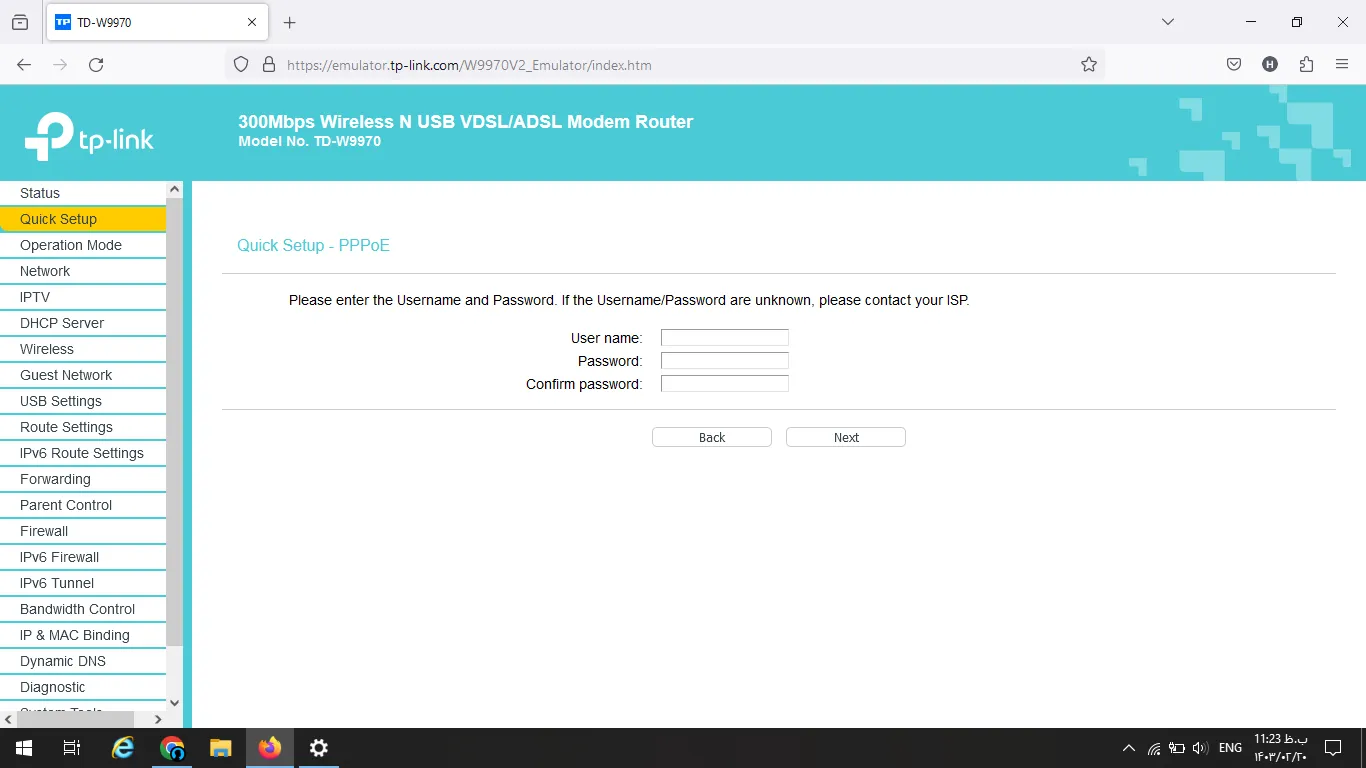 TD-W9970
https://emulator.tp-link.com/W9970V2_Emulator/index.htm
H
tp-link
300Mbps Wireless N USB VDSL/ADSL Modem Router
Model No. TD-W9970
Status
Quick Setup
Operation Mode
Network
IPTV
DHCP Server
Wireless
Guest Network
USB Settings
Route Settings
IPv6 Route Settings
Forwarding
Parent Control
Firewall
IPv6 Firewall
IPv6 Tunnel
Bandwidth Control
IP & MAC Binding
Dynamic DNS
Diagnostic
System Tools
Quick Setup - PPPoE
Please enter the Username and Password. If the Username/Password are unknown, please contact your ISP.
User name:
Password:
Confirm password:
Back
Next
ENG
11:23 ب.ظ
۱۴۰۳/۰۲/۲۰